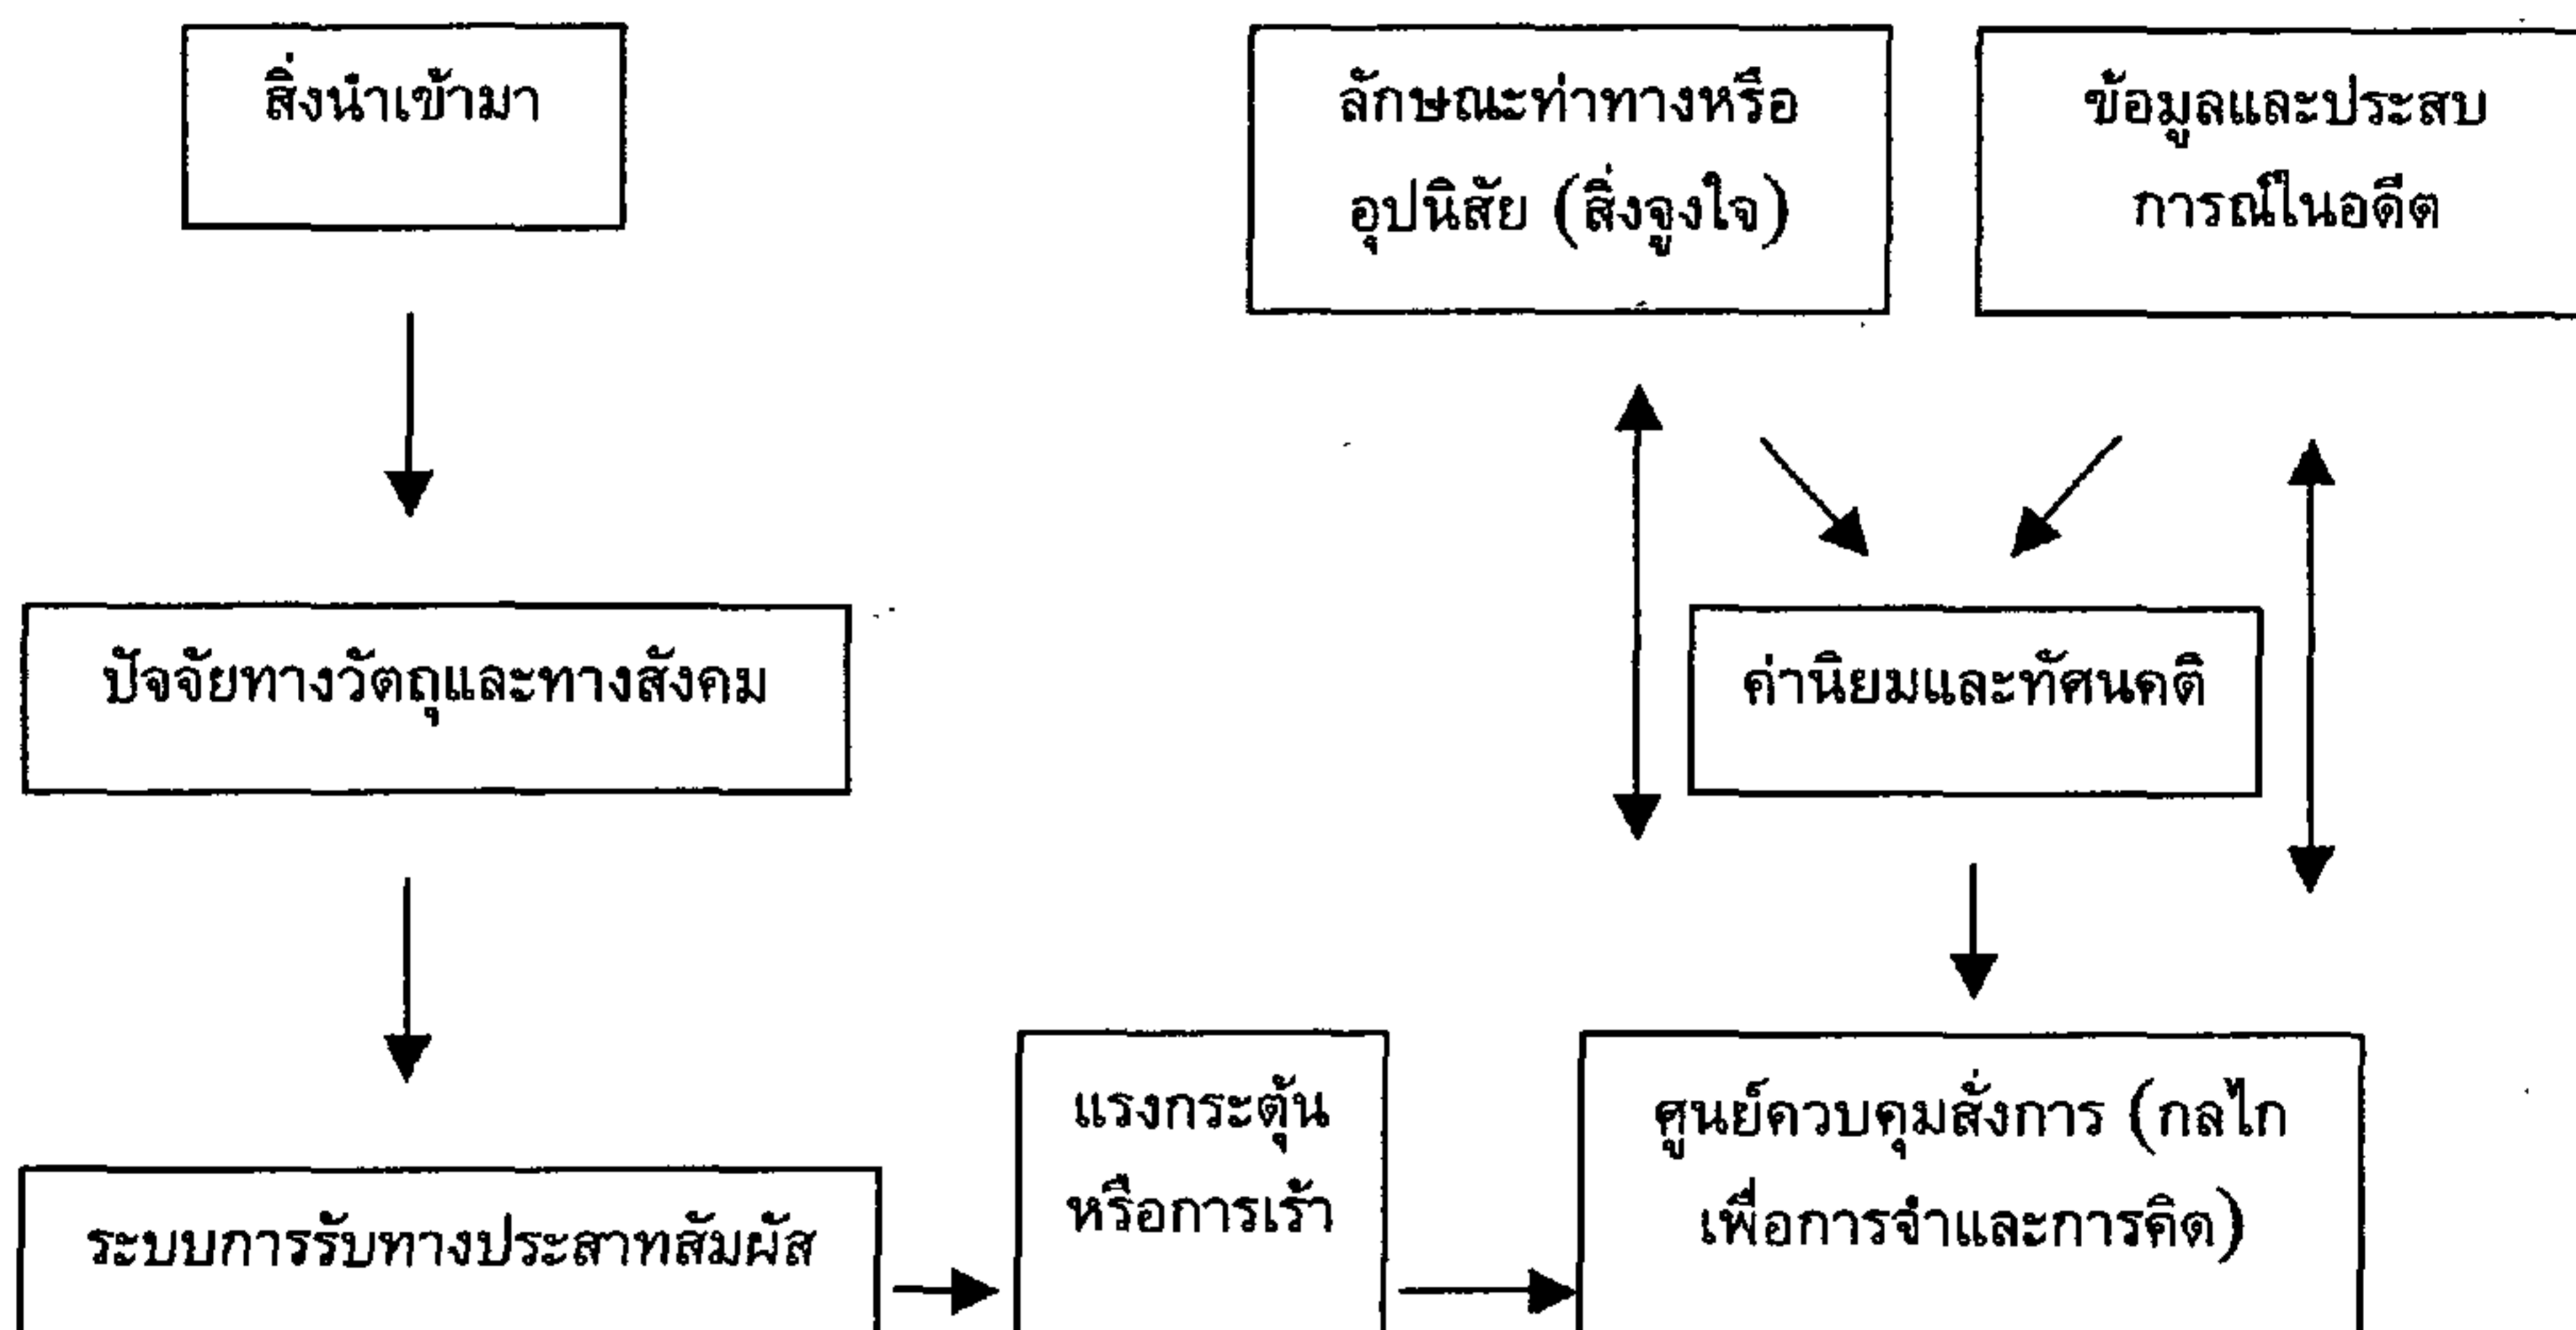 สิ่งนำเข้ามา
ลักษณะท่าทางหรือ
อุปนิสัย (สิ่งจูงใจ)
ข้อมูลและประสบ
การณ์ในอดีต
ปัจจัยทางวัตถุและทางสังคม
ค่านิยมและทัศนคติ
ระบบการรับทางประสาทสัมผัส
แรงกระตุ้น
หรือการเร้า
ศูนย์ควบคุมสั่งการ (กลไก
เพื่อการจำและการคิด)